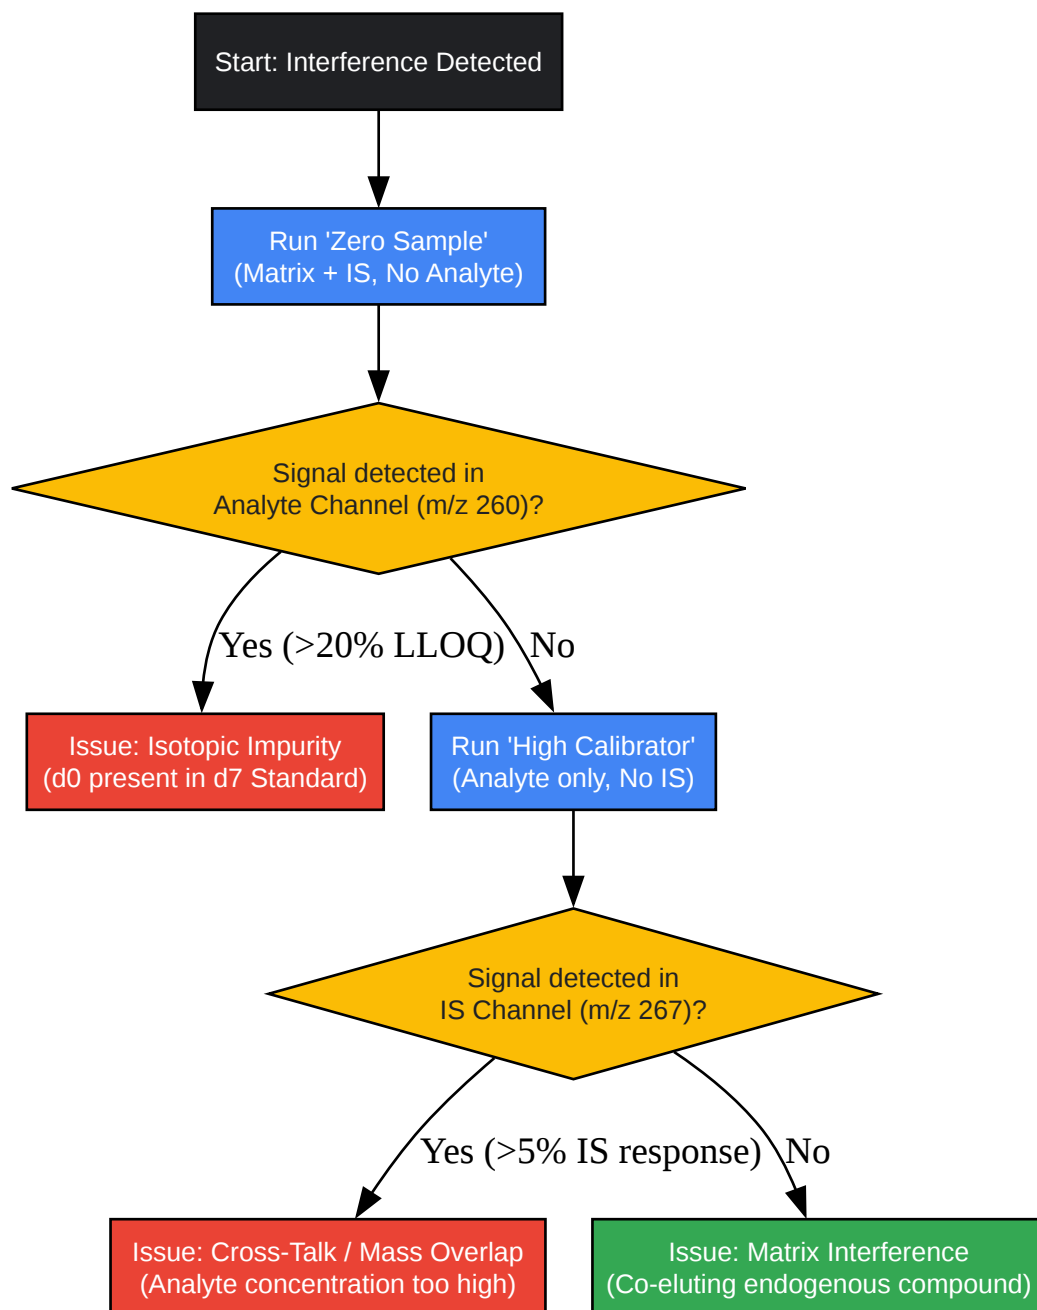 Start: Interference Detected
Run 'Zero Sample'
(Matrix + IS, No Analyte)
Signal detected in
Analyte Channel (m/z 260)?
Yes (>20% LLOQ)
No
Issue: Isotopic Impurity
(d0 present in d7 Standard)
Run 'High Calibrator'
(Analyte only, No IS)
Signal detected in
IS Channel (m/z 267)?
Yes (>5% IS response)
No
Issue: Cross-Talk / Mass Overlap
(Analyte concentration too high)
Issue: Matrix Interference
(Co-eluting endogenous compound)